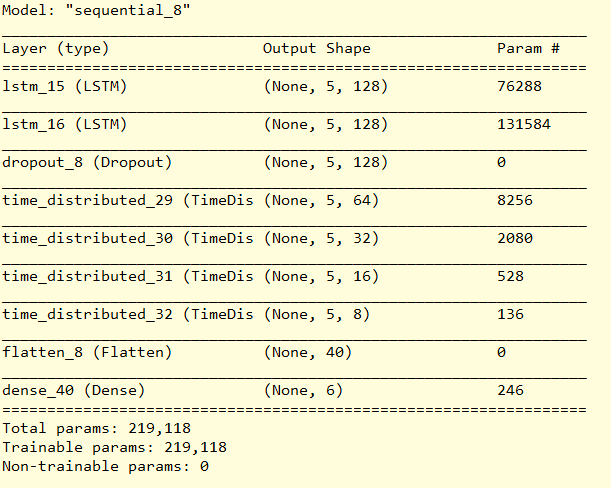 Model: "sequential_8"
_________________________________________________________________
Layer (type)                 Output Shape              Param #
=================================================================
lstm_15 (LSTM)               (None, 5, 128)            76288
_________________________________________________________________
lstm_16 (LSTM)               (None, 5, 128)            131584
_________________________________________________________________
dropout_8 (Dropout)          (None, 5, 128)            0
_________________________________________________________________
time_distributed_29 (TimeDis (None, 5, 64)             8256
_________________________________________________________________
time_distributed_30 (TimeDis (None, 5, 32)             2080
_________________________________________________________________
time_distributed_31 (TimeDis (None, 5, 16)             528
_________________________________________________________________
time_distributed_32 (TimeDis (None, 5, 8)              136
_________________________________________________________________
flatten_8 (Flatten)          (None, 40)                0
_________________________________________________________________
dense_40 (Dense)             (None, 6)                 246
=================================================================
Total params: 219,118
Trainable params: 219,118
Non-trainable params: 0